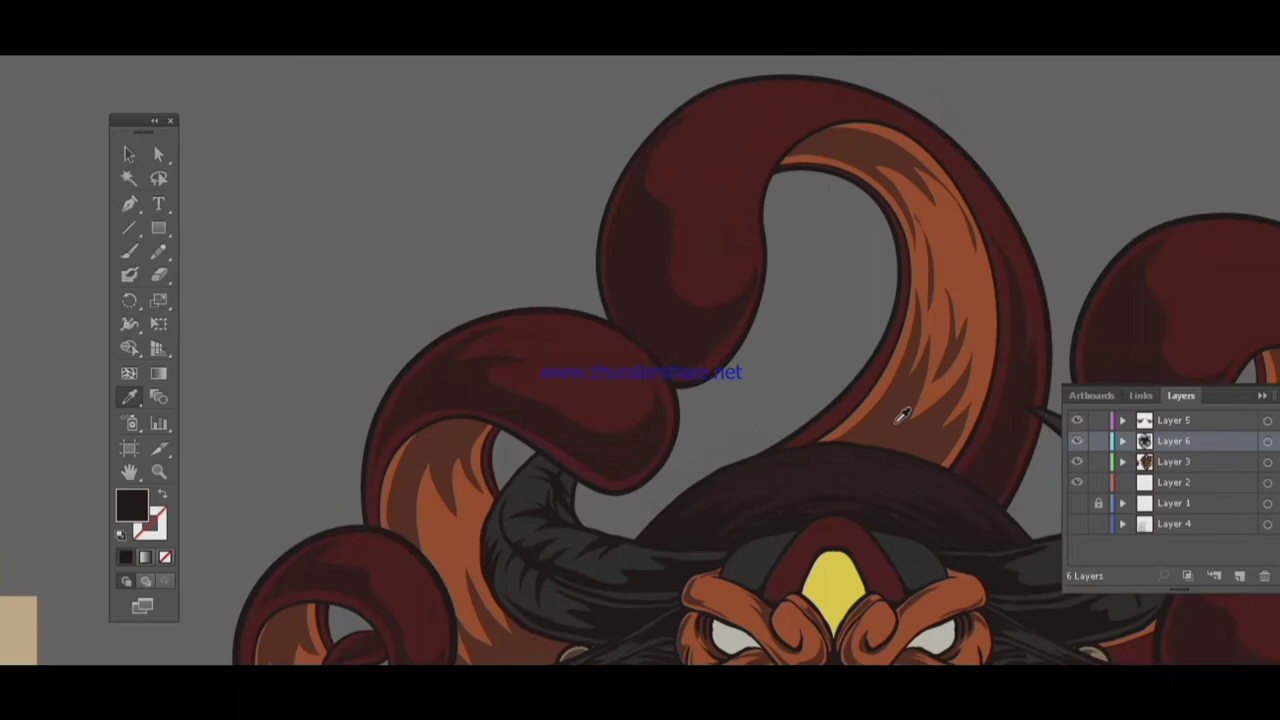 www.thundershare.net
Artboards Links Layers
Layer 5
Layer 6
Layer 3
Layer 2
Layer 1
Layer 4
6 Layers